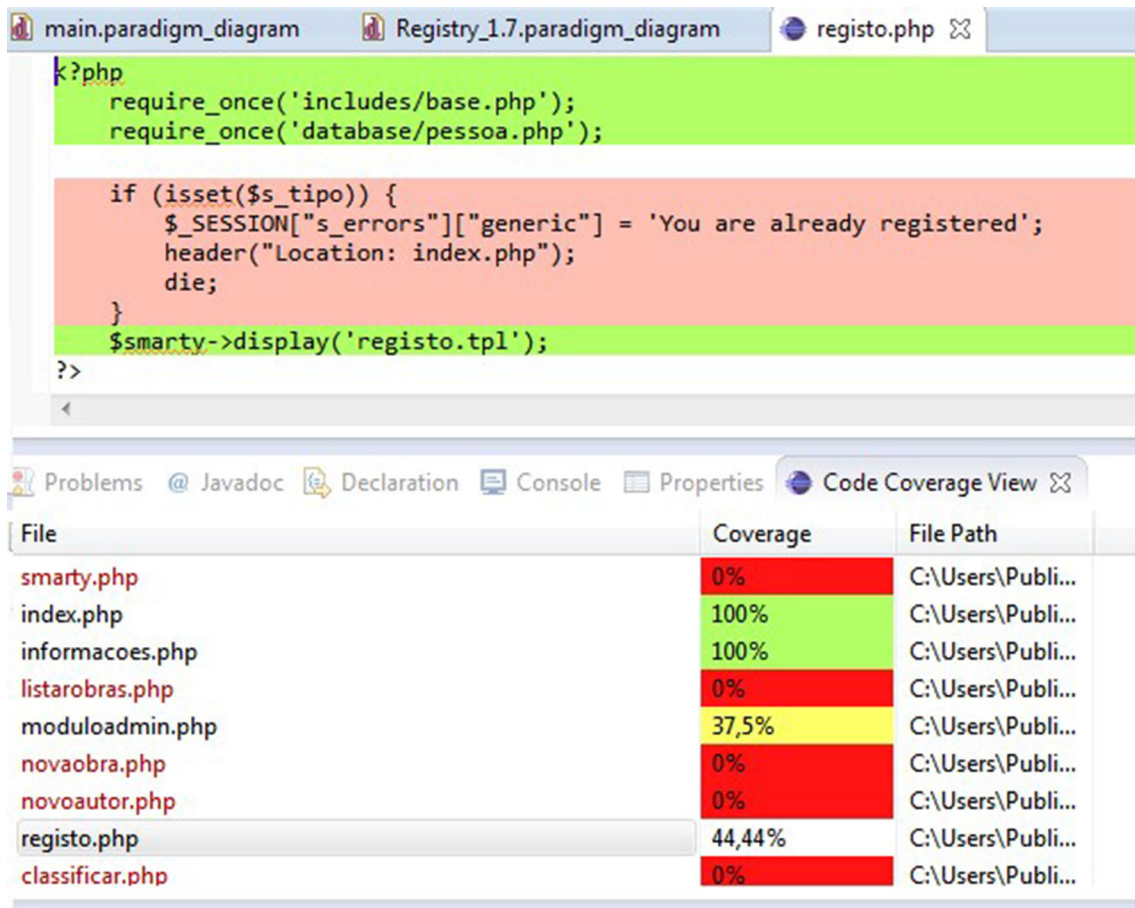 main.paradigm_diagram Registry_1.7.paradigm_diagram registo.php
<?php
require_once('includes/base.php');
require_once('database/pessoa.php');
if (isset($s_tipo)) {
$_SESSION["s_errors"]["generic"] = 'You are already registered';
header("Location: index.php");
die;
}
$smarty->display('registo.tpl');
?>
Problems @ Javadoc Declaration Console Properties Code Coverage View
File Coverage File Path
smarty.php 0% C:\Users\Publi...
index.php 100% C:\Users\Publi...
informacoes.php 100% C:\Users\Publi...
listarobras.php 0% C:\Users\Publi...
moduloadmin.php 37,5% C:\Users\Publi...
novaobra.php 0% C:\Users\Publi...
novoautor.php 0% C:\Users\Publi...
registo.php 44,44% C:\Users\Publi...
classificar.php 0% C:\Users\Publi...